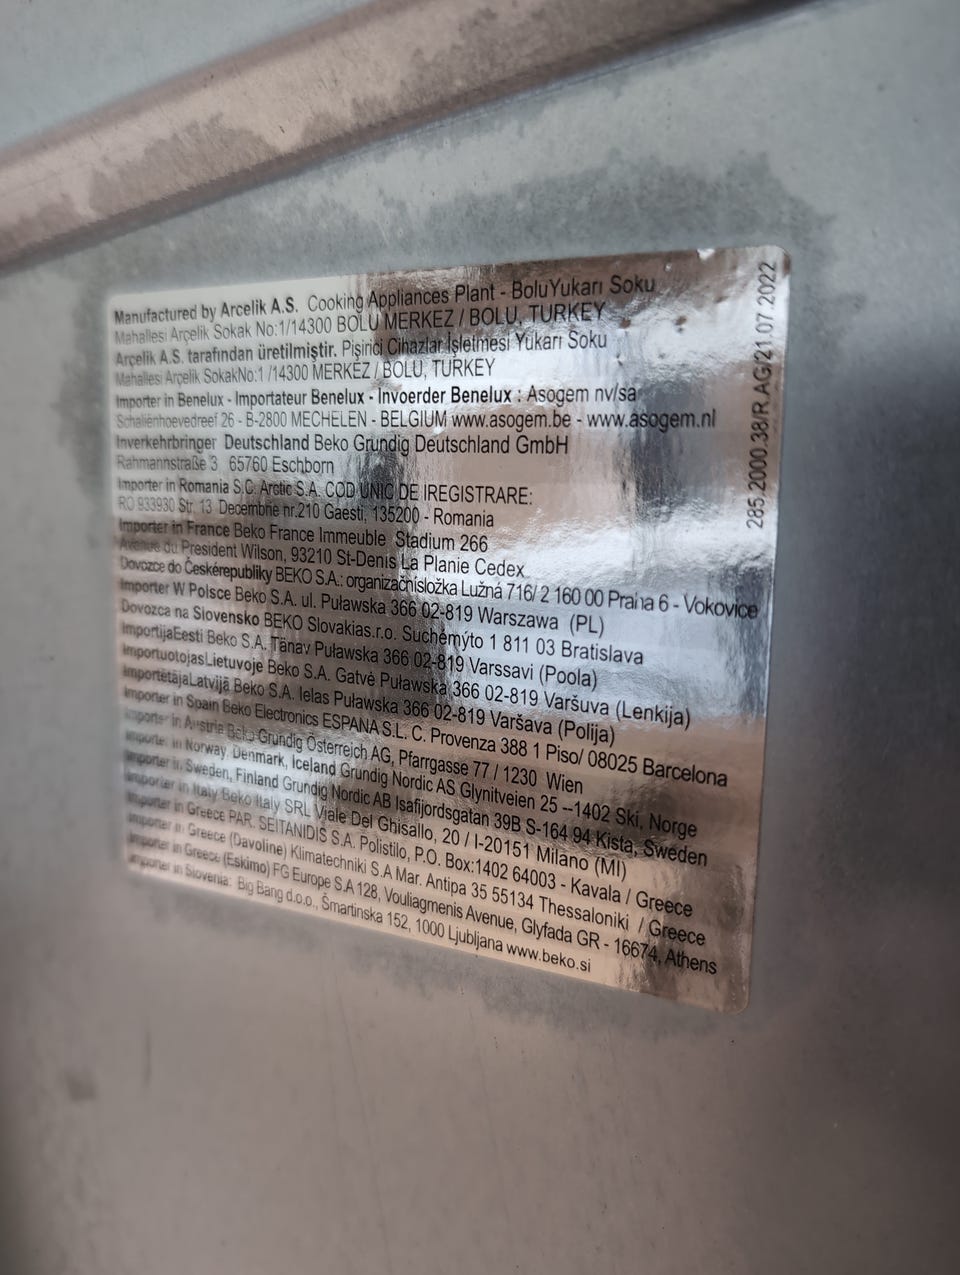 Manufactured by Arcelik A.S. Cooking Appliances Plant - BoluYukarı Soku
Mahallesi Arçelik Sokak No:1/14300 BOLU MERKEZ / BOLU, TURKEY
Arçelik A.S. tarafından üretilmiştir. Pişirici Cihazlar İşletmesi Yukarı Soku
Mahallesi Arçelik SokakNo:1 /14300 MERKEZ / BOLU, TURKEY
Importer in Benelux - Importateur Benelux - Invoerder Benelux : Asogem nv/sa
Schaliënhoevedreef 26 - B-2800 MECHELEN - BELGIUM www.asogem.be - www.asogem.nl
Inverkehrbringer Deutschland Beko Grundig Deutschland GmbH
Rahmannstraße 3 65760 Eschborn
Importer in Romania S.C. Arctic S.A. COD UNIC DE IREGISTRARE:
RO 933930 Str. 13 Decembrie nr.210 Gaesti, 135200 - Romania
Importer in France Beko France Immeuble Stadium 266
Avenue du President Wilson, 93210 St-Denis La Planie Cedex
Dovozce do Českérepubliky BEKO S.A.: organizačnísložka Lužná 716/ 2 160 00 Praha 6 - Vokovice
Importer W Polsce Beko S.A. ul. Puławska 366 02-819 Warszawa (PL)
Dovozca na Slovensko BEKO Slovakias.r.o. Suchémýto 1 811 03 Bratislava
ImportijaEesti Beko S.A. Tänav Puławska 366 02-819 Varssavi (Poola)
ImportuotojasLietuvoje Beko S.A. Gatvė Puławska 366 02-819 Varšuva (Lenkija)
ImportētājaLatvijā Beko S.A. Ielas Puławska 366 02-819 Varšava (Polija)
Importer in Spain Beko Electronics ESPANA S.L. C. Provenza 388 1 Piso/ 08025 Barcelona
Importer in Austria Beko Grundig Österreich AG, Pfarrgasse 77 / 1230 Wien
Importer in Norway, Denmark, Iceland Grundig Nordic AS Glynitveien 25 –1402 Ski, Norge
Importer in Sweden, Finland Grundig Nordic AB Isafjordsgatan 39B S-164 94 Kista, Sweden
Importer in Italy Beko Italy SRL Viale Del Ghisallo, 20 / I-20151 Milano (MI)
Importer in Greece PAR. SEITANIDIS S.A. Polistilo, P.O. Box:1402 64003 - Kavala / Greece
Importer in Greece (Davoline) Klimatechniki S.A Mar. Antipa 35 55134 Thessaloniki / Greece
Importer in Greece (Eskimo) FG Europe S.A 128, Vouliagmenis Avenue, Glyfada GR - 16674, Athens
Importer in Slovenia: Big Bang d.o.o., Šmartinska 152, 1000 Ljubljana www.beko.si
285.2000.38/R.AG/21.07.2022